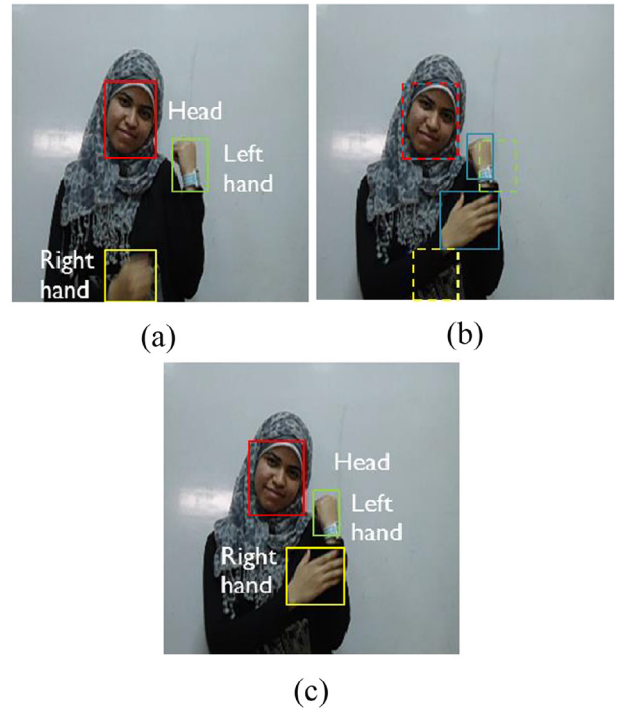 Head
Left
hand
Right
hand
(a)
(b)
Head
Left
hand
Right
hand
(c)